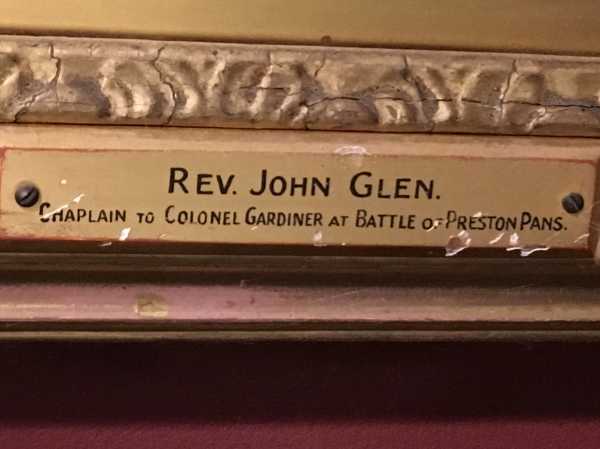 REV. JOHN GLEN.
CHAPLAIN TO COLONEL GARDINER AT BATTLE OF PRESTON PANS.